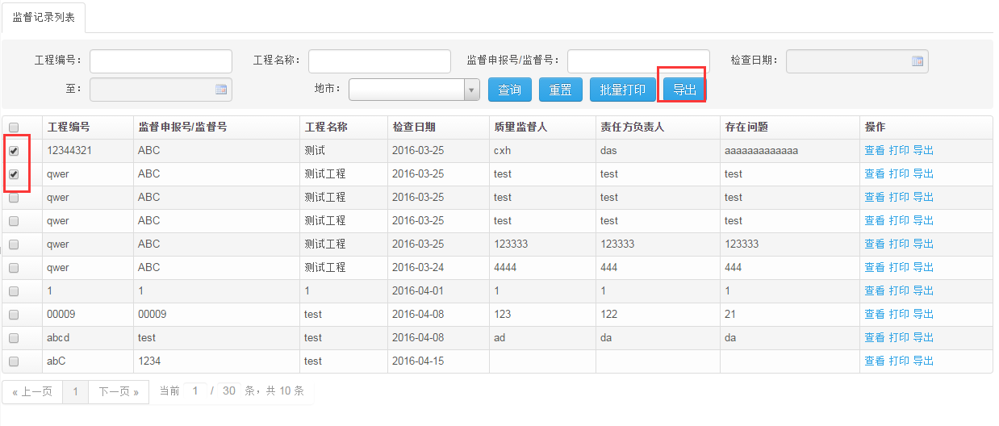 监督记录列表
工程编号： 工程名称： 监督申报号/监督号： 检查日期：
至： 地市： 查询 重置 批量打印 导出
工程编号 监督申报号/监督号 工程名称 检查日期 质量监督人 责任方负责人 存在问题 操作
12344321 ABC 测试 2016-03-25 cxh das aaaaaaaaaaaaa 查看 打印 导出
qwer ABC 测试工程 2016-03-25 test test test 查看 打印 导出
qwer ABC 测试工程 2016-03-25 test test test 查看 打印 导出
qwer ABC 测试工程 2016-03-25 test test test 查看 打印 导出
qwer ABC 测试工程 2016-03-25 123333 123333 123333 查看 打印 导出
qwer ABC 测试工程 2016-03-24 4444 444 444 查看 打印 导出
1 1 1 2016-04-01 1 1 1 查看 打印 导出
00009 00009 test 2016-04-08 123 122 21 查看 打印 导出
abcd test test 2016-04-08 ad da da 查看 打印 导出
abC 1234 test 2016-04-15 查看 打印 导出
« 上一页 1 下一页 » 当前 1 / 30 条，共 10 条